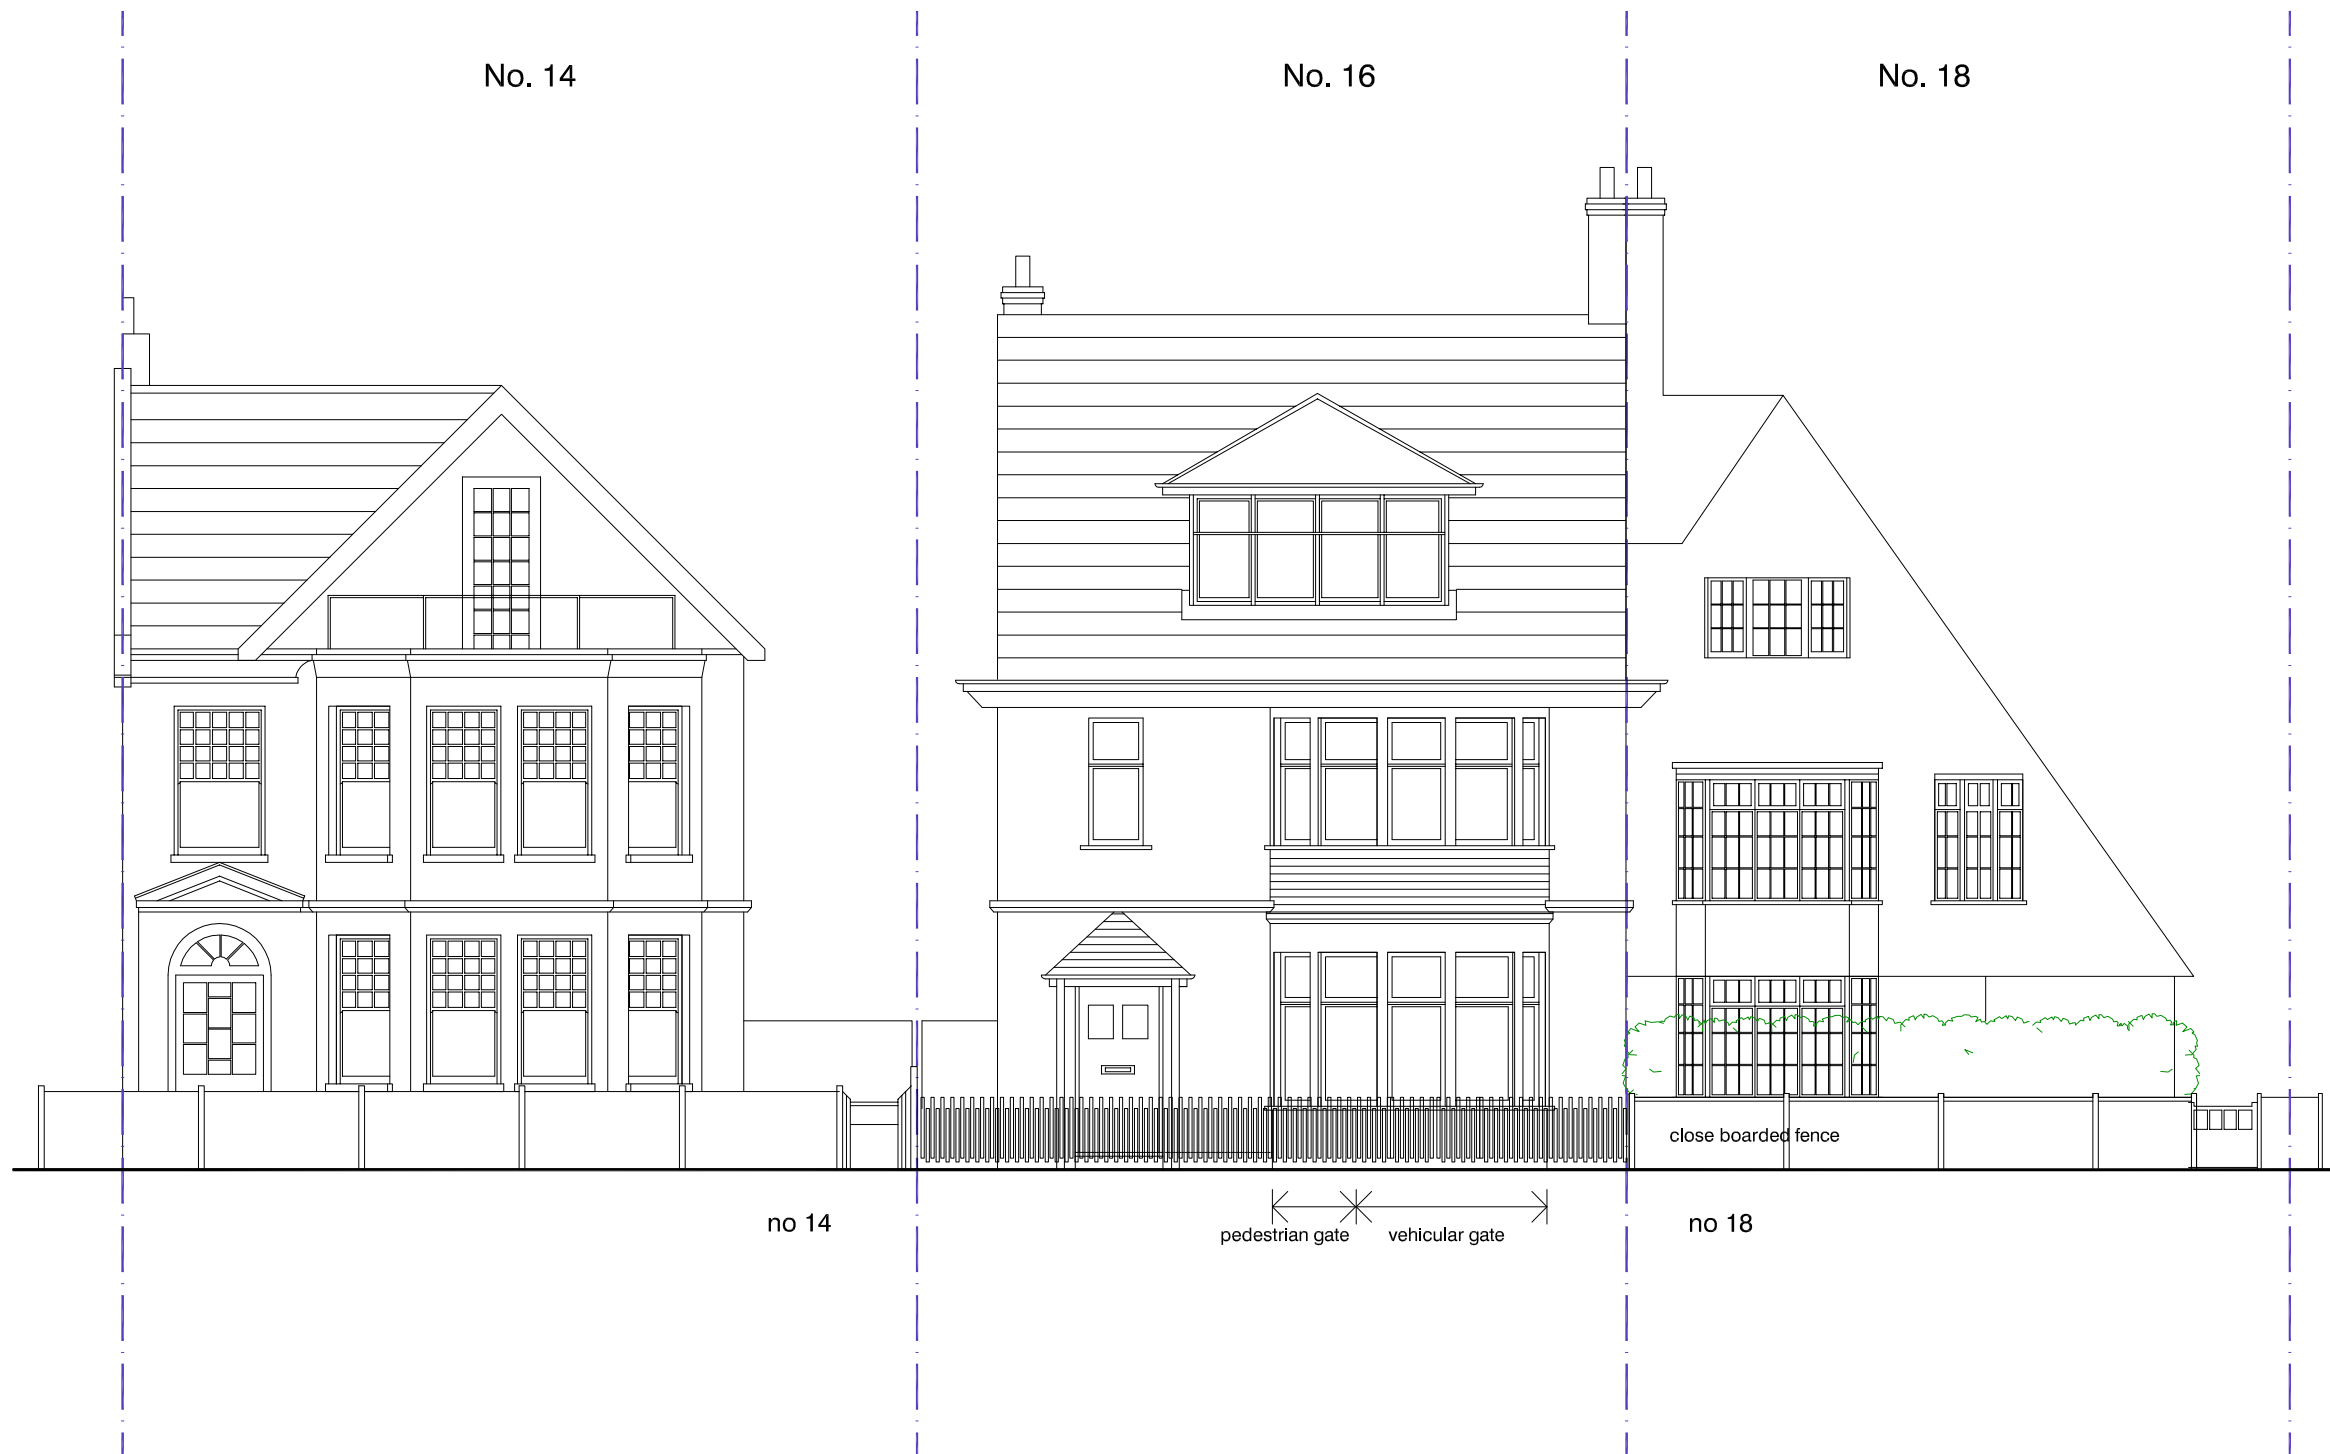 No. 14
No. 16
No. 18
close boarded fence
no 14
pedestrian gate
vehicular gate
no 18